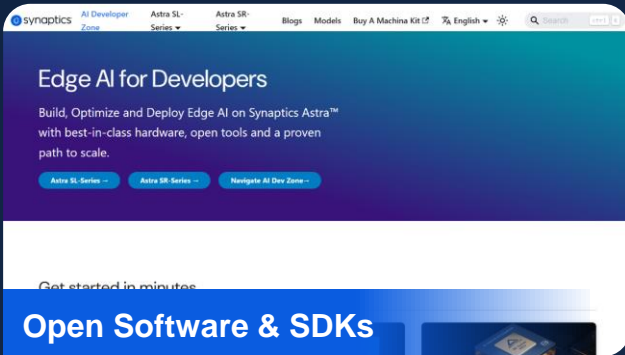 synaptics
AI Developer Zone
Astra SL-Series
Astra SR-Series
Blogs
Models
Buy A Machina Kit
English
Search
ctrl K
Edge AI for Developers
Build, Optimize and Deploy Edge AI on Synaptics Astra™
with best-in-class hardware, open tools and a proven
path to scale.
Astra SL-Series →
Astra SR-Series →
Navigate AI Dev Zone→
Get started in minutes
Open Software & SDKs